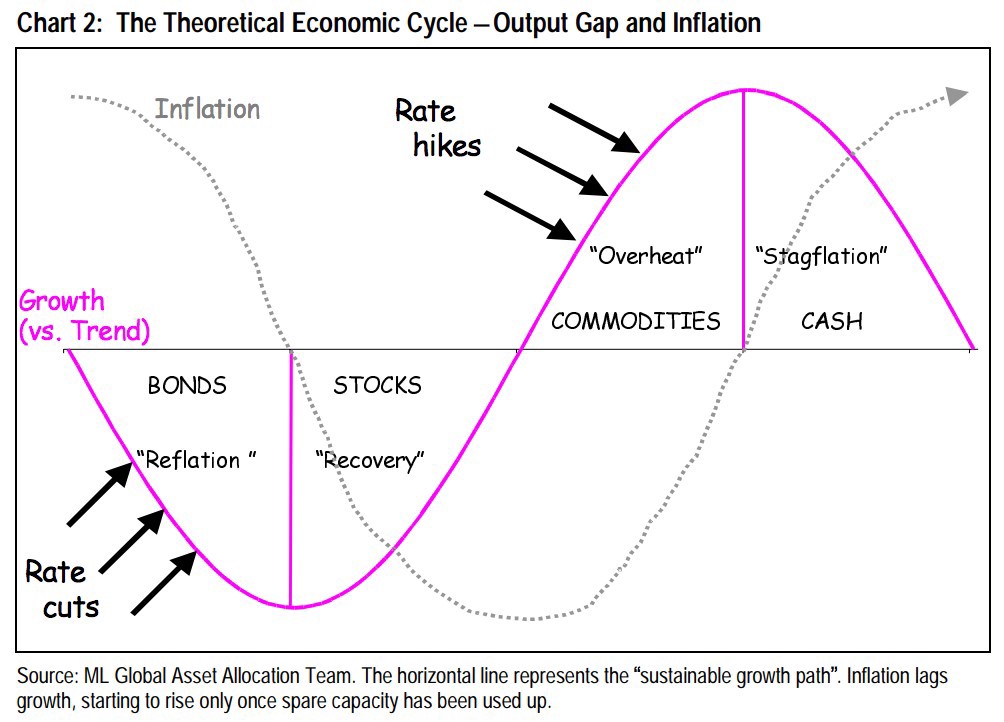 Chart 2: The Theoretical Economic Cycle – Output Gap and Inflation
Inflation
Rate
hikes
“Overheat”
“Stagflation”
Growth
(vs. Trend)
COMMODITIES
CASH
BONDS
STOCKS
“Reflation ”
“Recovery”
Rate
cuts
Source: ML Global Asset Allocation Team. The horizontal line represents the “sustainable growth path”. Inflation lags
growth, starting to rise only once spare capacity has been used up.